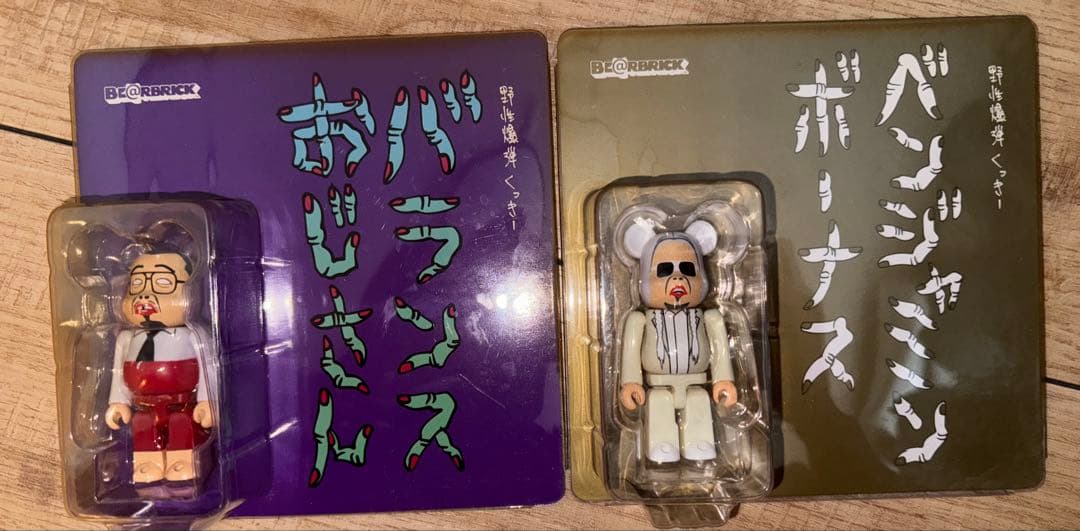 BE@RBRICK
野性爆弾 くっきー
バランス
おじさん
BE@RBRICK
野性爆弾 くっきー
ベンジャミン
ボーナス